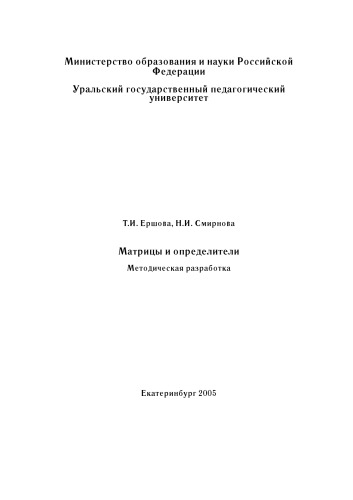 Министерство образования и науки Российской
Федерации
Уральский государственный педагогический
университет
Т.И. Ершова, Н.И. Смирнова
Матрицы и определители
Методическая разработка
Екатеринбург 2005